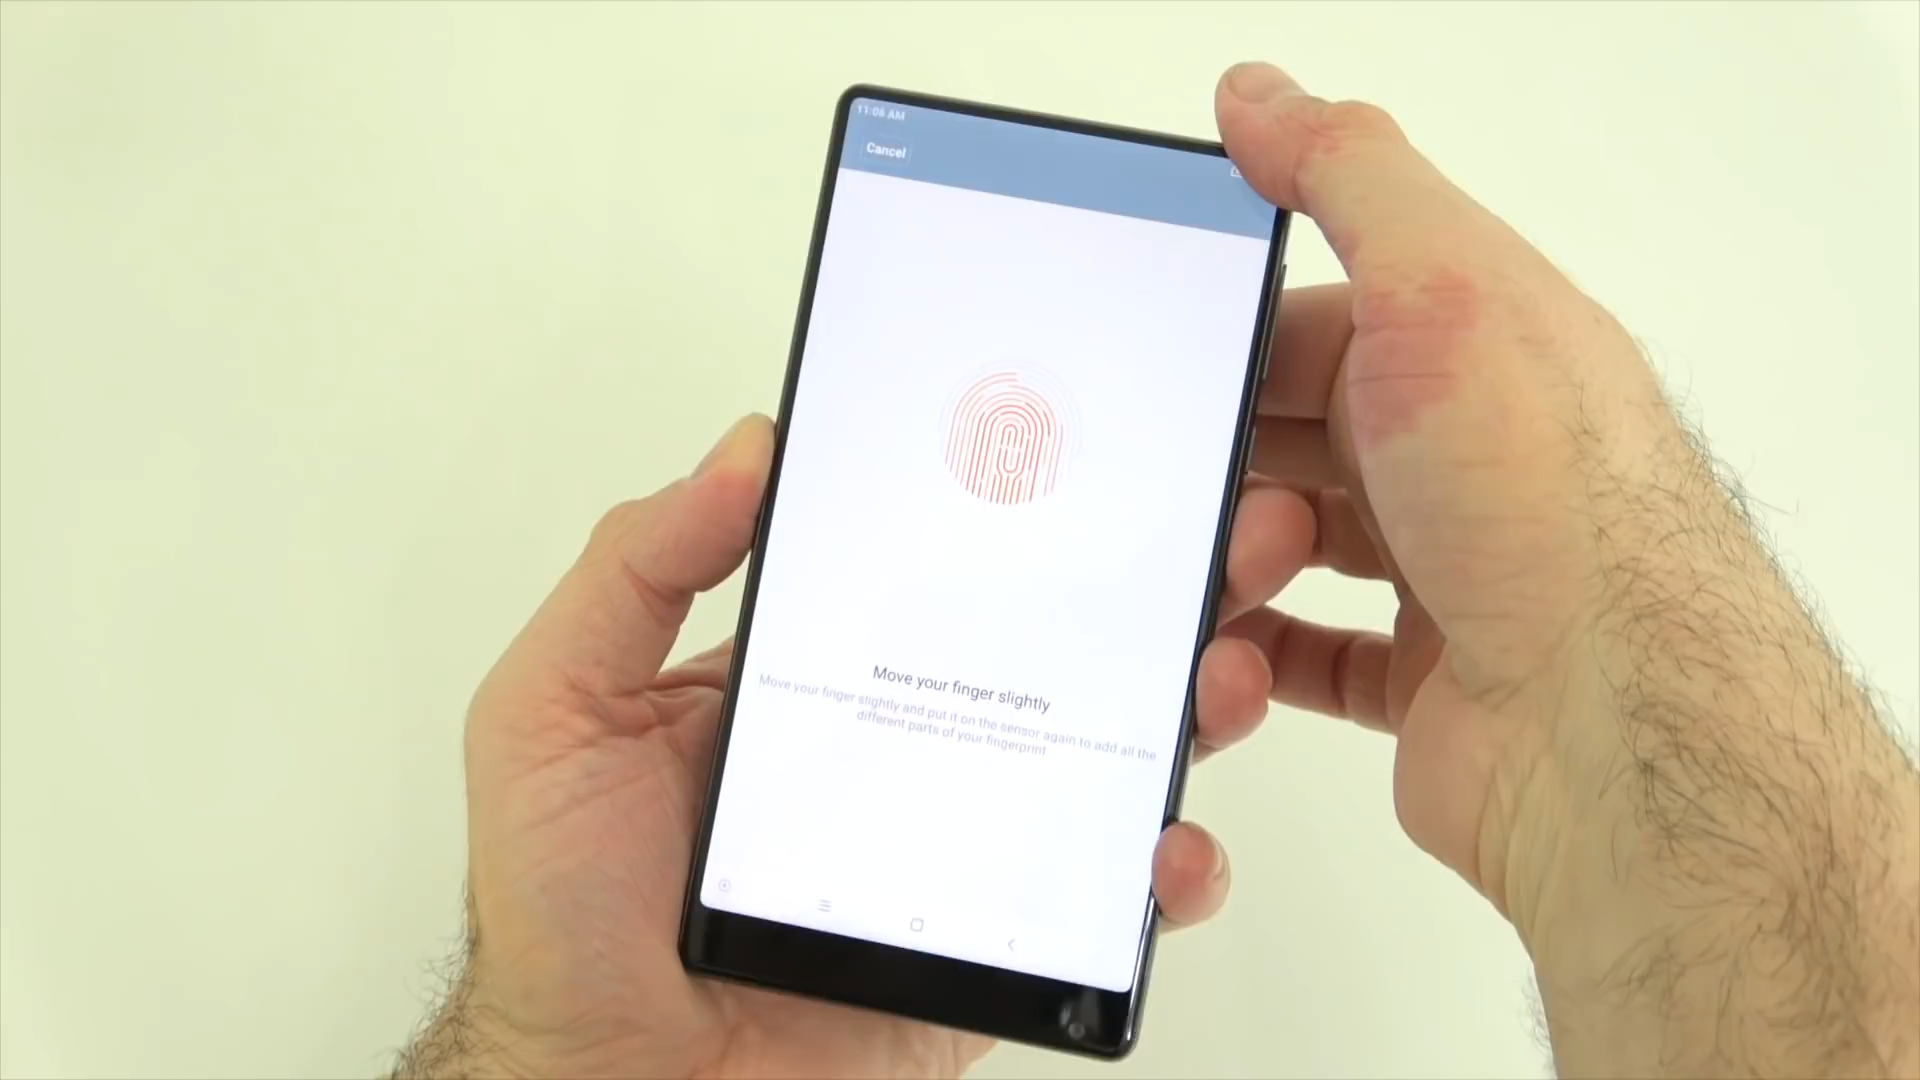 11:06 AM
Cancel
Move your finger slightly
Move your finger slightly and put it on the sensor again to add all the
different parts of your fingerprint.